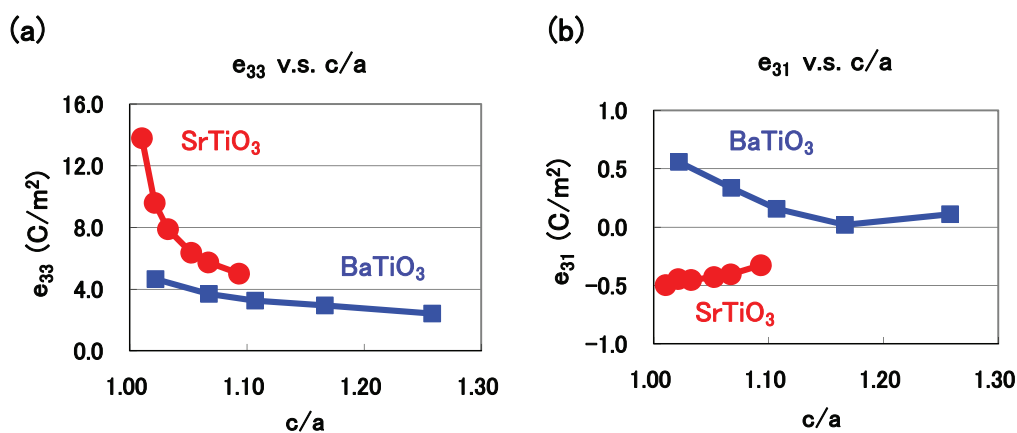 (a)
e₃₃ v.s. c/a
16.0
12.0
8.0
4.0
0.0
e₃₃ (C/m²)
SrTiO₃
BaTiO₃
1.00 1.10 1.20 1.30
c/a
(b)
e₃₁ v.s. c/a
1.0
0.5
0.0
−0.5
−1.0
e₃₁ (C/m²)
BaTiO₃
SrTiO₃
1.00 1.10 1.20 1.30
c/a